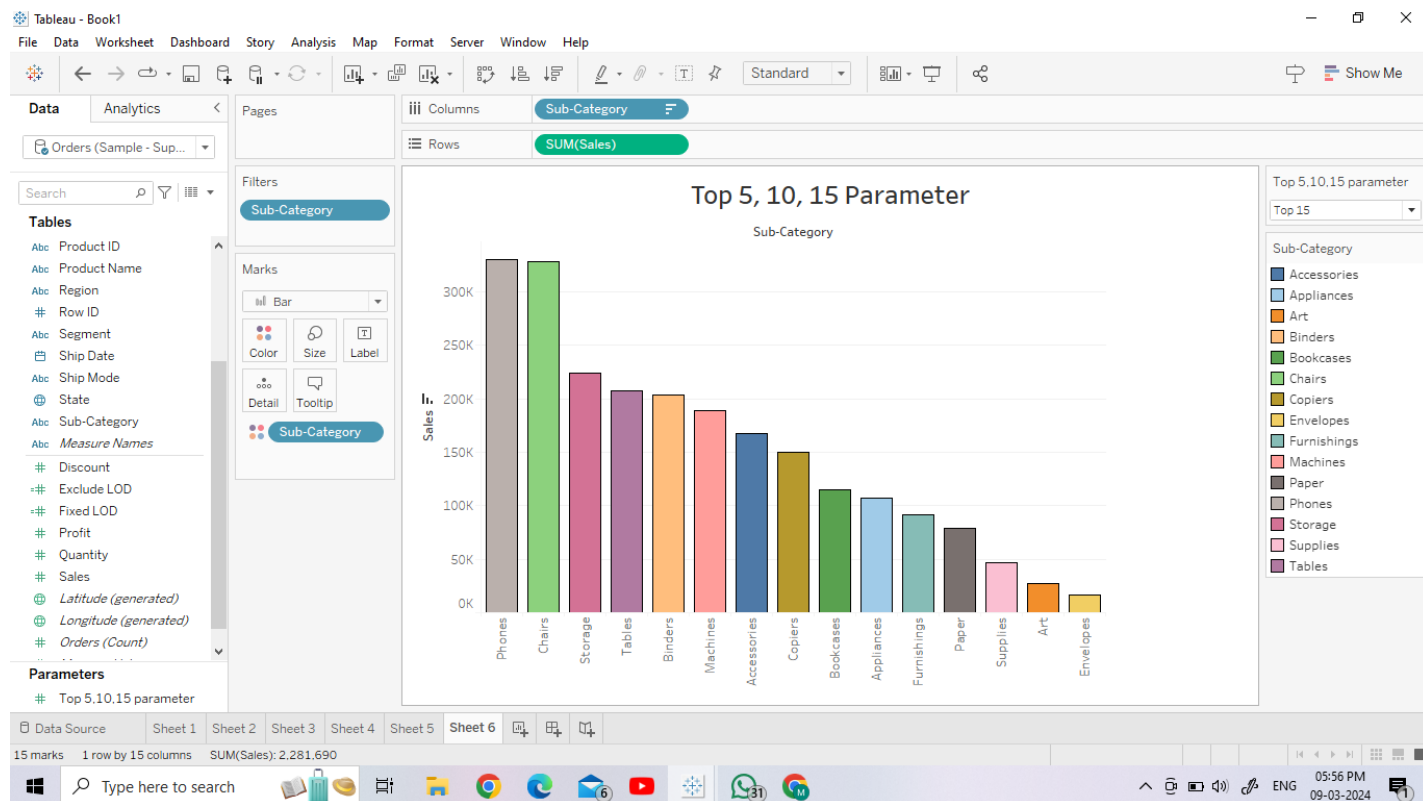 Tableau - Book1
File Data Worksheet Dashboard Story Analysis Map Format Server Window Help
Standard
Show Me
Data Analytics
Orders (Sample - Sup...
Search
Tables
Abc Product ID
Abc Product Name
Abc Region
# Row ID
Abc Segment
Ship Date
Abc Ship Mode
State
Abc Sub-Category
Abc Measure Names
# Discount
=# Exclude LOD
=# Fixed LOD
# Profit
# Quantity
# Sales
Latitude (generated)
Longitude (generated)
# Orders (Count)
Parameters
# Top 5,10,15 parameter
Pages
Filters
Sub-Category
Marks
Bar
Color Size Label
Detail Tooltip
Sub-Category
Columns Sub-Category
Rows SUM(Sales)
Top 5, 10, 15 Parameter
Sub-Category
Sales
300K
250K
200K
150K
100K
50K
0K
Phones
Chairs
Storage
Tables
Binders
Machines
Accessories
Copiers
Bookcases
Appliances
Furnishings
Paper
Supplies
Art
Envelopes
Top 5,10,15 parameter
Top 15
Sub-Category
Accessories
Appliances
Art
Binders
Bookcases
Chairs
Copiers
Envelopes
Furnishings
Machines
Paper
Phones
Storage
Supplies
Tables
Data Source Sheet 1 Sheet 2 Sheet 3 Sheet 4 Sheet 5 Sheet 6
15 marks 1 row by 15 columns SUM(Sales): 2,281,690
Type here to search
6
31
M
ENG
05:56 PM
09-03-2024
1